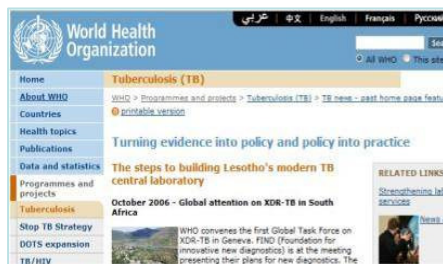 عربي 中文 English Français Русский
World Health
Organization
All WHO This site
Home
About WHO
Countries
Health topics
Publications
Data and statistics
Programmes and
projects
Tuberculosis
Stop TB Strategy
DOTS expansion
TB/HIV
Tuberculosis (TB)
WHO > Programmes and projects > Tuberculosis (TB) > TB news - past home page featu
printable version
Turning evidence into policy and policy into practice
The steps to building Lesotho's modern TB
central laboratory
October 2006 - Global attention on XDR-TB in South
Africa
WHO convenes the first Global Task Force on
XDR-TB in Geneva. FIND (Foundation for
innovative new diagnostics) is at the meeting
presenting their plans for new diagnostics. The
RELATED LINKS
Strengthening lab
services
News